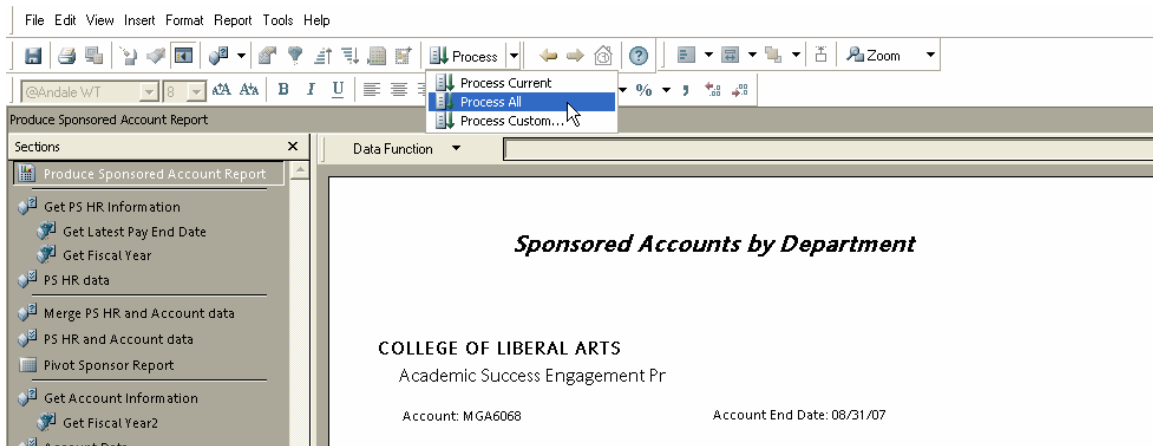 File Edit View Insert Format Report Tools Help
Process Zoom
@Andale WT 8 B I U % 
Process Current
Process All
Process Custom...
Produce Sponsored Account Report
Sections
Data Function
Produce Sponsored Account Report
Get PS HR Information
Get Latest Pay End Date
Get Fiscal Year
PS HR data
Merge PS HR and Account data
PS HR and Account data
Pivot Sponsor Report
Get Account Information
Get Fiscal Year2
Account Data
Sponsored Accounts by Department
COLLEGE OF LIBERAL ARTS
Academic Success Engagement Pr
Account: MGA6068 Account End Date: 08/31/07